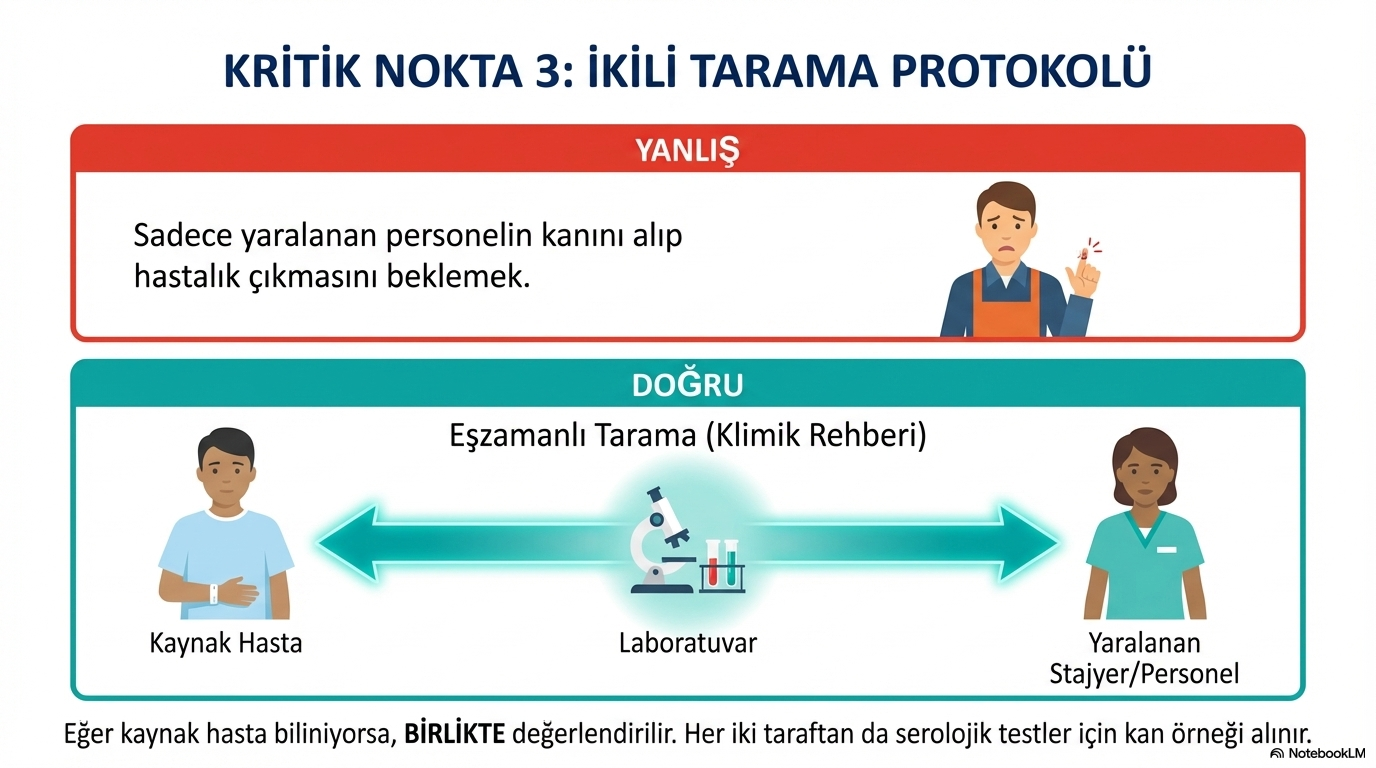 KRİTİK NOKTA 3: İKİLİ TARAMA PROTOKOLÜ
YANLIŞ
Sadece yaralanan personelin kanını alıp
hastalık çıkmasını beklemek.
DOĞRU
Eşzamanlı Tarama (Klimik Rehberi)
Kaynak Hasta
Laboratuvar
Yaralanan
Stajyer/Personel
Eğer kaynak hasta biliniyorsa, BİRLİKTE değerlendirilir. Her iki taraftan da serolojik testler için kan örneği alınır.
NotebookLM